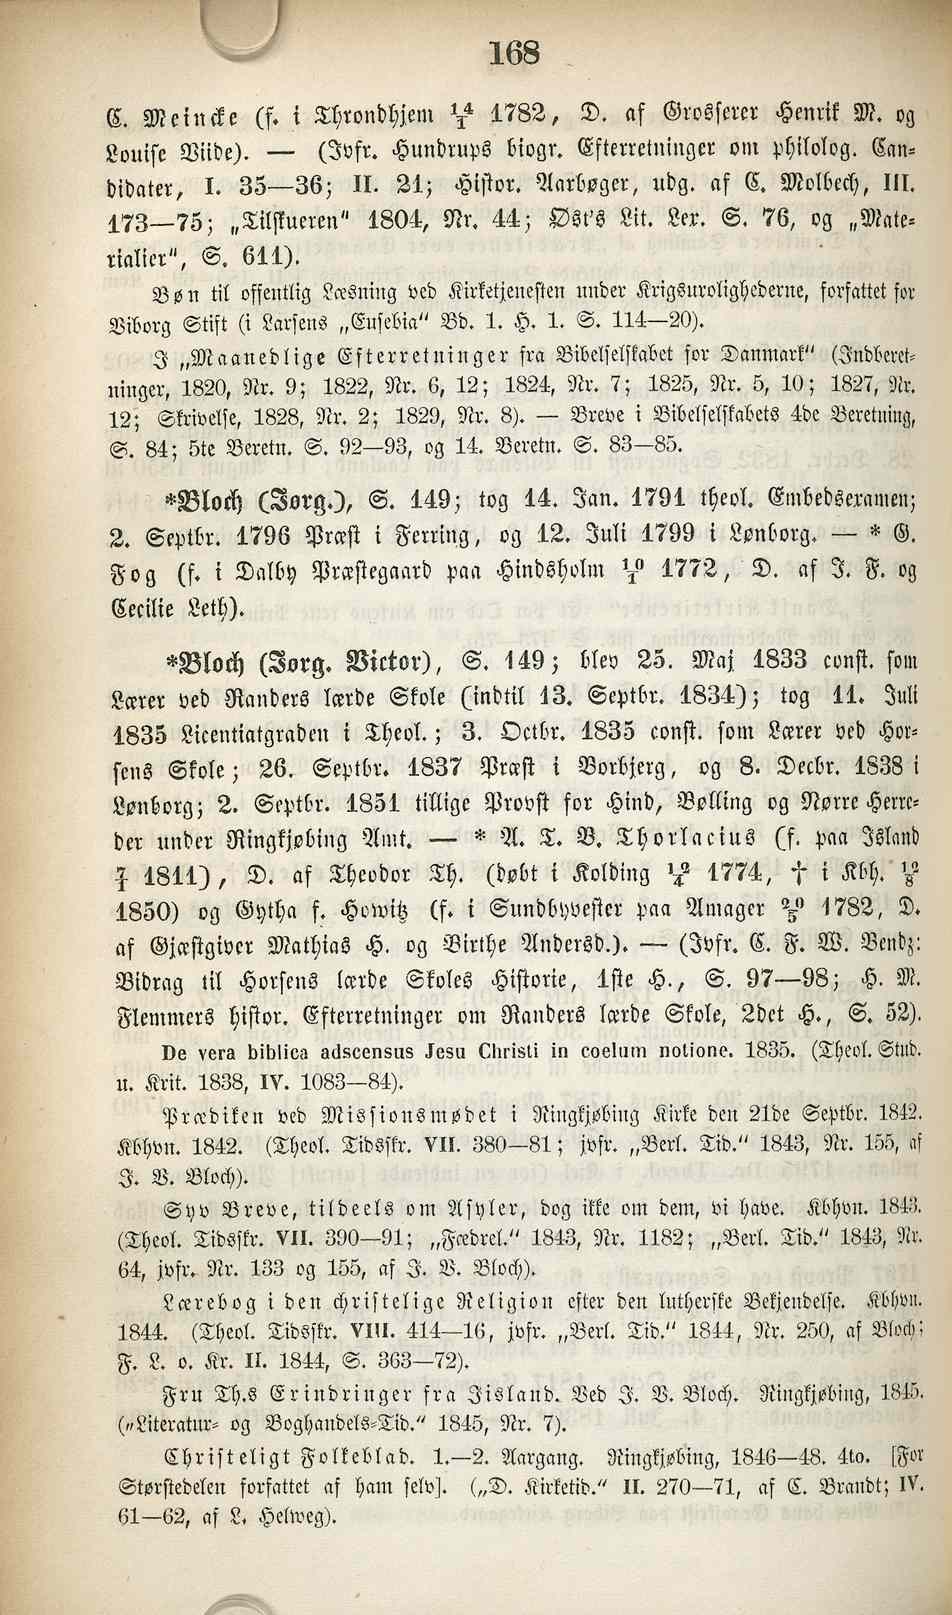 168
C. Meincke (f. i Throndhjem 14/1 1782, D. af Grosserer Henrik M. og
Louise Viide). — (Jvfr. Hundrups biogr. Efterretninger om philolog. Can-
didater, I. 35—36; II. 21; Histor. Aarbøger, udg. af C. Molbech, III.
173—75; „Tilskueren" 1804, Nr. 44; Øst's Lit. Lex. S. 76, og „Mate-
rialier", S. 611).
Bøn til offentlig Læsning ved Kirketjenesten under Krigsurolighederne, forfattet for
Viborg Stift (i Larsens „Eusebia" Bd. 1. H. 1. S. 114—20).
I „Maanedlige Efterretninger fra Bibelselskabet for Danmark" (Indberet-
ninger, 1820, Nr. 9; 1822, Nr. 6, 12; 1824, Nr. 7; 1825, Nr. 5, 10; 1827, Nr.
12; Skrivelse, 1828, Nr. 2; 1829, Nr. 8). — Breve i Bibelselskabets 4de Beretning,
S. 84; 5te Beretn. S. 92—93, og 14. Beretn. S. 83—85.
*Bloch (Jørg.), S. 149; tog 14. Jan. 1791 theol. Embedsexamen;
2. Septbr. 1796 Præst i Ferring, og 12. Juli 1799 i Lønborg. — * G.
Fog (f. i Dalby Præstegaard paa Hindsholm 10/1 1772, D. af J. F. og
Cecilie Leth).
*Bloch (Jørg. Victor), S. 149; blev 25. Maj 1833 const. som
Lærer ved Randers lærde Skole (indtil 13. Septbr. 1834); tog 11. Juli
1835 Licentiatgraden i Theol.; 3. Octbr. 1835 const. som Lærer ved Hor-
sens Skole; 26. Septbr. 1837 Præst i Borbjerg, og 8. Decbr. 1838 i
Lønborg; 2. Septbr. 1851 tillige Provst for Hind, Bølling og Nørre Herre-
der under Ringkjøbing Amt. — * A. T. B. Thorlacius (f. paa Island
7/1 1811), D. af Theodor Th. (døbt i Kolding 12/4 1774, † i Kbh. 12/8
1850) og Gytha f. Howitz (f. i Sundbyvester paa Amager 20/5 1782, D.
af Gjæstgiver Mathias H. og Birthe Andersd.). — (Jvfr. C. F. W. Bendz:
Bidrag til Horsens lærde Skoles Historie, 1ste H., S. 97—98; H. M.
Flemmers histor. Efterretninger om Randers lærde Skole, 2det H., S. 52).
De vera biblica adscensus Jesu Christi in coelum notione. 1835. (Theol. Stud.
u. Krit. 1838, IV. 1083—84).
Prædiken ved Missionsmødet i Ringkjøbing Kirke den 21de Septbr. 1842.
Kbhvn. 1842. (Theol. Tidsskr. VII. 380—81; jvfr. „Berl. Tid." 1843, Nr. 155, af
J. V. Bloch).
Syv Breve, tildeels om Asyler, dog ikke om dem, vi have. Kbhvn. 1843.
(Theol. Tidsskr. VII. 390—91; „Fædrel." 1843, Nr. 1182; „Berl. Tid." 1843, Nr.
64, jvfr. Nr. 133 og 155, af J. V. Bloch).
Lærebog i den christelige Religion efter den lutherske Bekjendelse. Kbhvn.
1844. (Theol. Tidsskr. VIII. 414—16, jvfr. „Berl. Tid." 1844, Nr. 250, af Bloch;
F. L. o. Kr. II. 1844, S. 363—72).
Fru Th.s Erindringer fra Iisland. Ved J. V. Bloch. Ringkjøbing, 1845.
(„Literatur- og Boghandels-Tid." 1845, Nr. 7).
Christeligt Folkeblad. 1.—2. Aargang. Ringkjøbing, 1846—48. 4to. [For
Størstedelen forfattet af ham selv]. („D. Kirketid." II. 270—71, af C. Brandt; IV.
61—62, af L. Helweg).